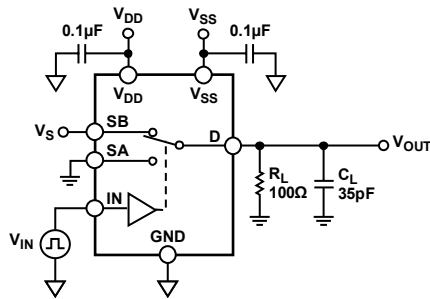 V_DD
V_SS
0.1µF
0.1µF
V_DD
V_SS
V_S
SB
D
V_OUT
SA
R_L
100Ω
C_L
35pF
IN
V_IN
GND